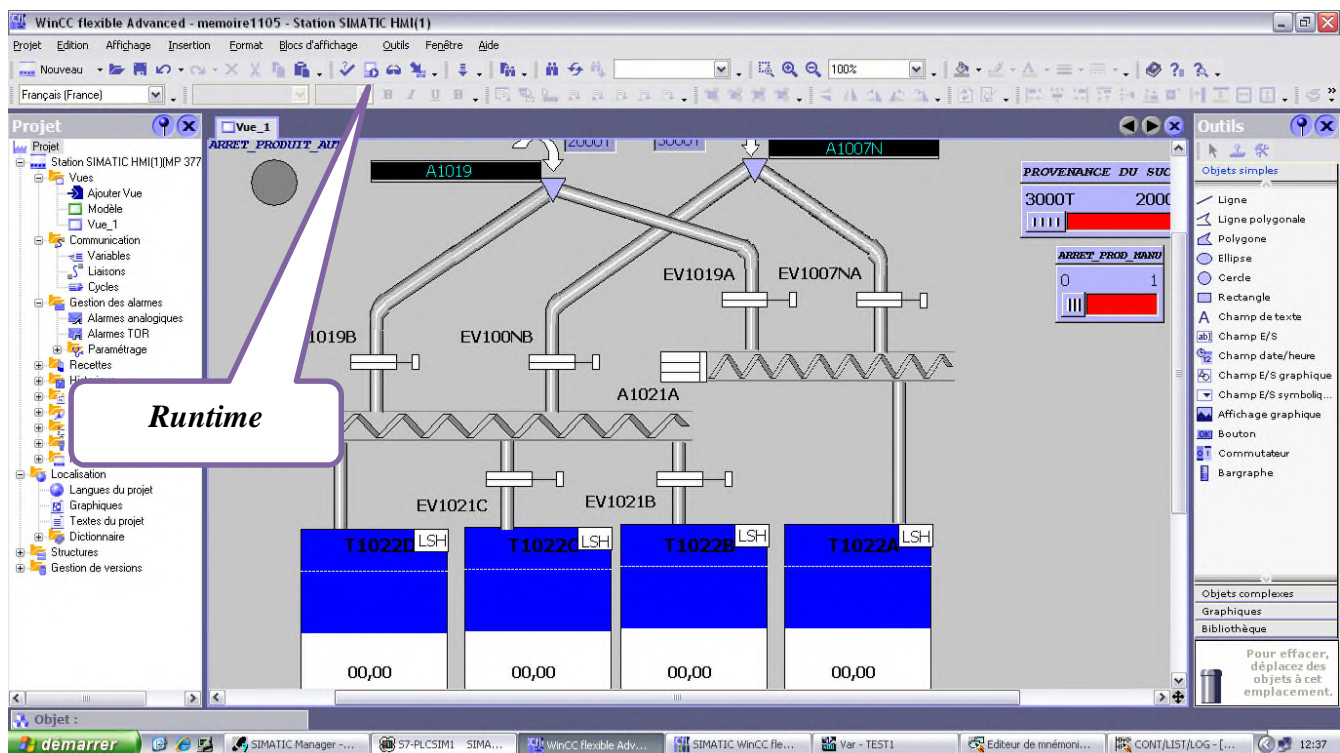 WinCC flexible Advanced - memoire1105 - Station SIMATIC HMI(1)
Projet Edition Affichage Insertion Format Blocs d'affichage Outils Fenêtre Aide
Nouveau 100%
Français (France) B I U B
Projet
Projet
Station SIMATIC HMI(1)(MP 377
Vues
Ajouter Vue
Modèle
Vue_1
Communication
Variables
Liaisons
Cycles
Gestion des alarmes
Alarmes analogiques
Alarmes TOR
Paramétrage
Recettes
Localisation
Langues du projet
Graphiques
Textes du projet
Dictionnaire
Structures
Gestion de versions
Runtime
Vue_1
ARRET_PRODUIT_AUT
2000T
3000T
A1019
A1007N
PROVENANCE DU SUC
3000T 2000
ARRET_PROD_MANU
0 1
EV1019A
EV1007NA
1019B
EV100NB
A1021A
EV1021C
EV1021B
T1022D LSH
T1022C LSH
T1022B LSH
T1022A LSH
00,00 00,00 00,00 00,00
Outils
Objets simples
Ligne
Ligne polygonale
Polygone
Ellipse
Cercle
Rectangle
Champ de texte
Champ E/S
Champ date/heure
Champ E/S graphique
Champ E/S symboliq...
Affichage graphique
Bouton
Commutateur
Bargraphe
Objets complexes
Graphiques
Bibliothèque
Pour effacer,
déplacez des
objets à cet
emplacement.
Objet :
démarrer
SIMATIC Manager -...
S7-PLCSIM1 SIMA...
WinCC flexible Adv...
SIMATIC WinCC fle...
Var - TEST1
Editeur de mnémoni...
CONT/LIST/LOG - [...
12:37